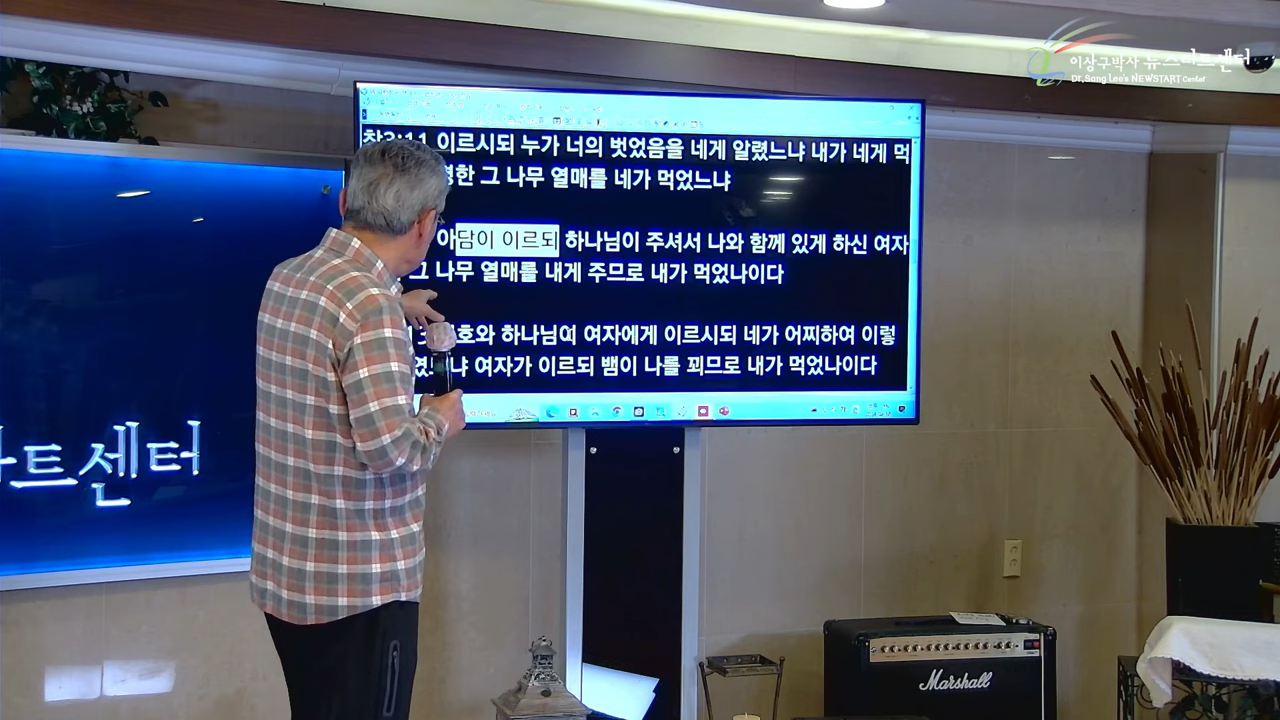 이상구박사 뉴스타트센터
Dr. Sang Lee's NEWSTART Center
창3:11 이르시되 누가 너의 벗었음을 네게 알렸느냐 내가 네게 먹
한 그 나무 열매를 네가 먹었느냐
아담이 이르되 하나님이 주셔서 나와 함께 있게 하신 여자
그 나무 열매를 내게 주므로 내가 먹었나이다
호와 하나님이 여자에게 이르시되 네가 어찌하여 이렇
냐 여자가 이르되 뱀이 나를 꾀므로 내가 먹었나이다
트센터
Marshall